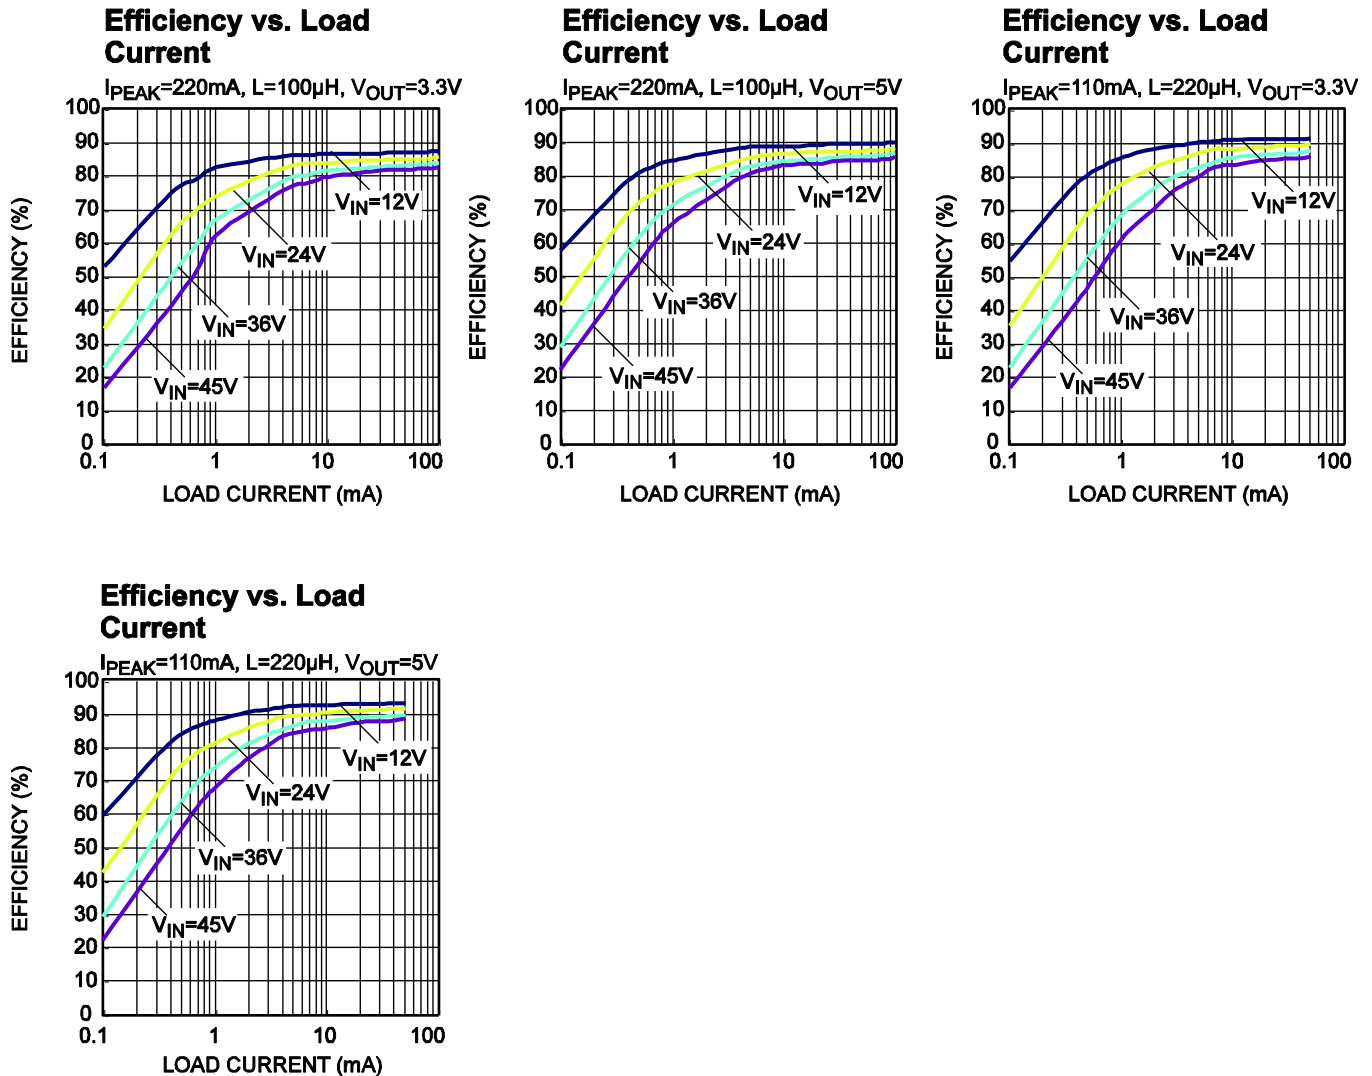 Efficiency vs. Load
Current
IPEAK=220mA, L=100µH, VOUT=3.3V
100
90
80
70
60
50
40
30
20
10
0
EFFICIENCY (%)
VIN=12V
VIN=24V
VIN=36V
VIN=45V
0.1 1 10 100
LOAD CURRENT (mA)
Efficiency vs. Load
Current
IPEAK=220mA, L=100µH, VOUT=5V
100
90
80
70
60
50
40
30
20
10
0
EFFICIENCY (%)
VIN=12V
VIN=24V
VIN=36V
VIN=45V
0.1 1 10 100
LOAD CURRENT (mA)
Efficiency vs. Load
Current
IPEAK=110mA, L=220µH, VOUT=3.3V
100
90
80
70
60
50
40
30
20
10
0
EFFICIENCY (%)
VIN=12V
VIN=24V
VIN=36V
VIN=45V
0.1 1 10 100
LOAD CURRENT (mA)
Efficiency vs. Load
Current
IPEAK=110mA, L=220µH, VOUT=5V
100
90
80
70
60
50
40
30
20
10
0
EFFICIENCY (%)
VIN=12V
VIN=24V
VIN=36V
VIN=45V
0.1 1 10 100
LOAD CURRENT (mA)